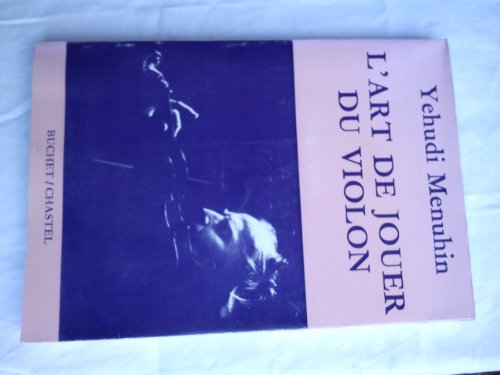 Yehudi Menuhin
L'ART DE JOUER
DU VIOLON
BUCHET/CHASTEL